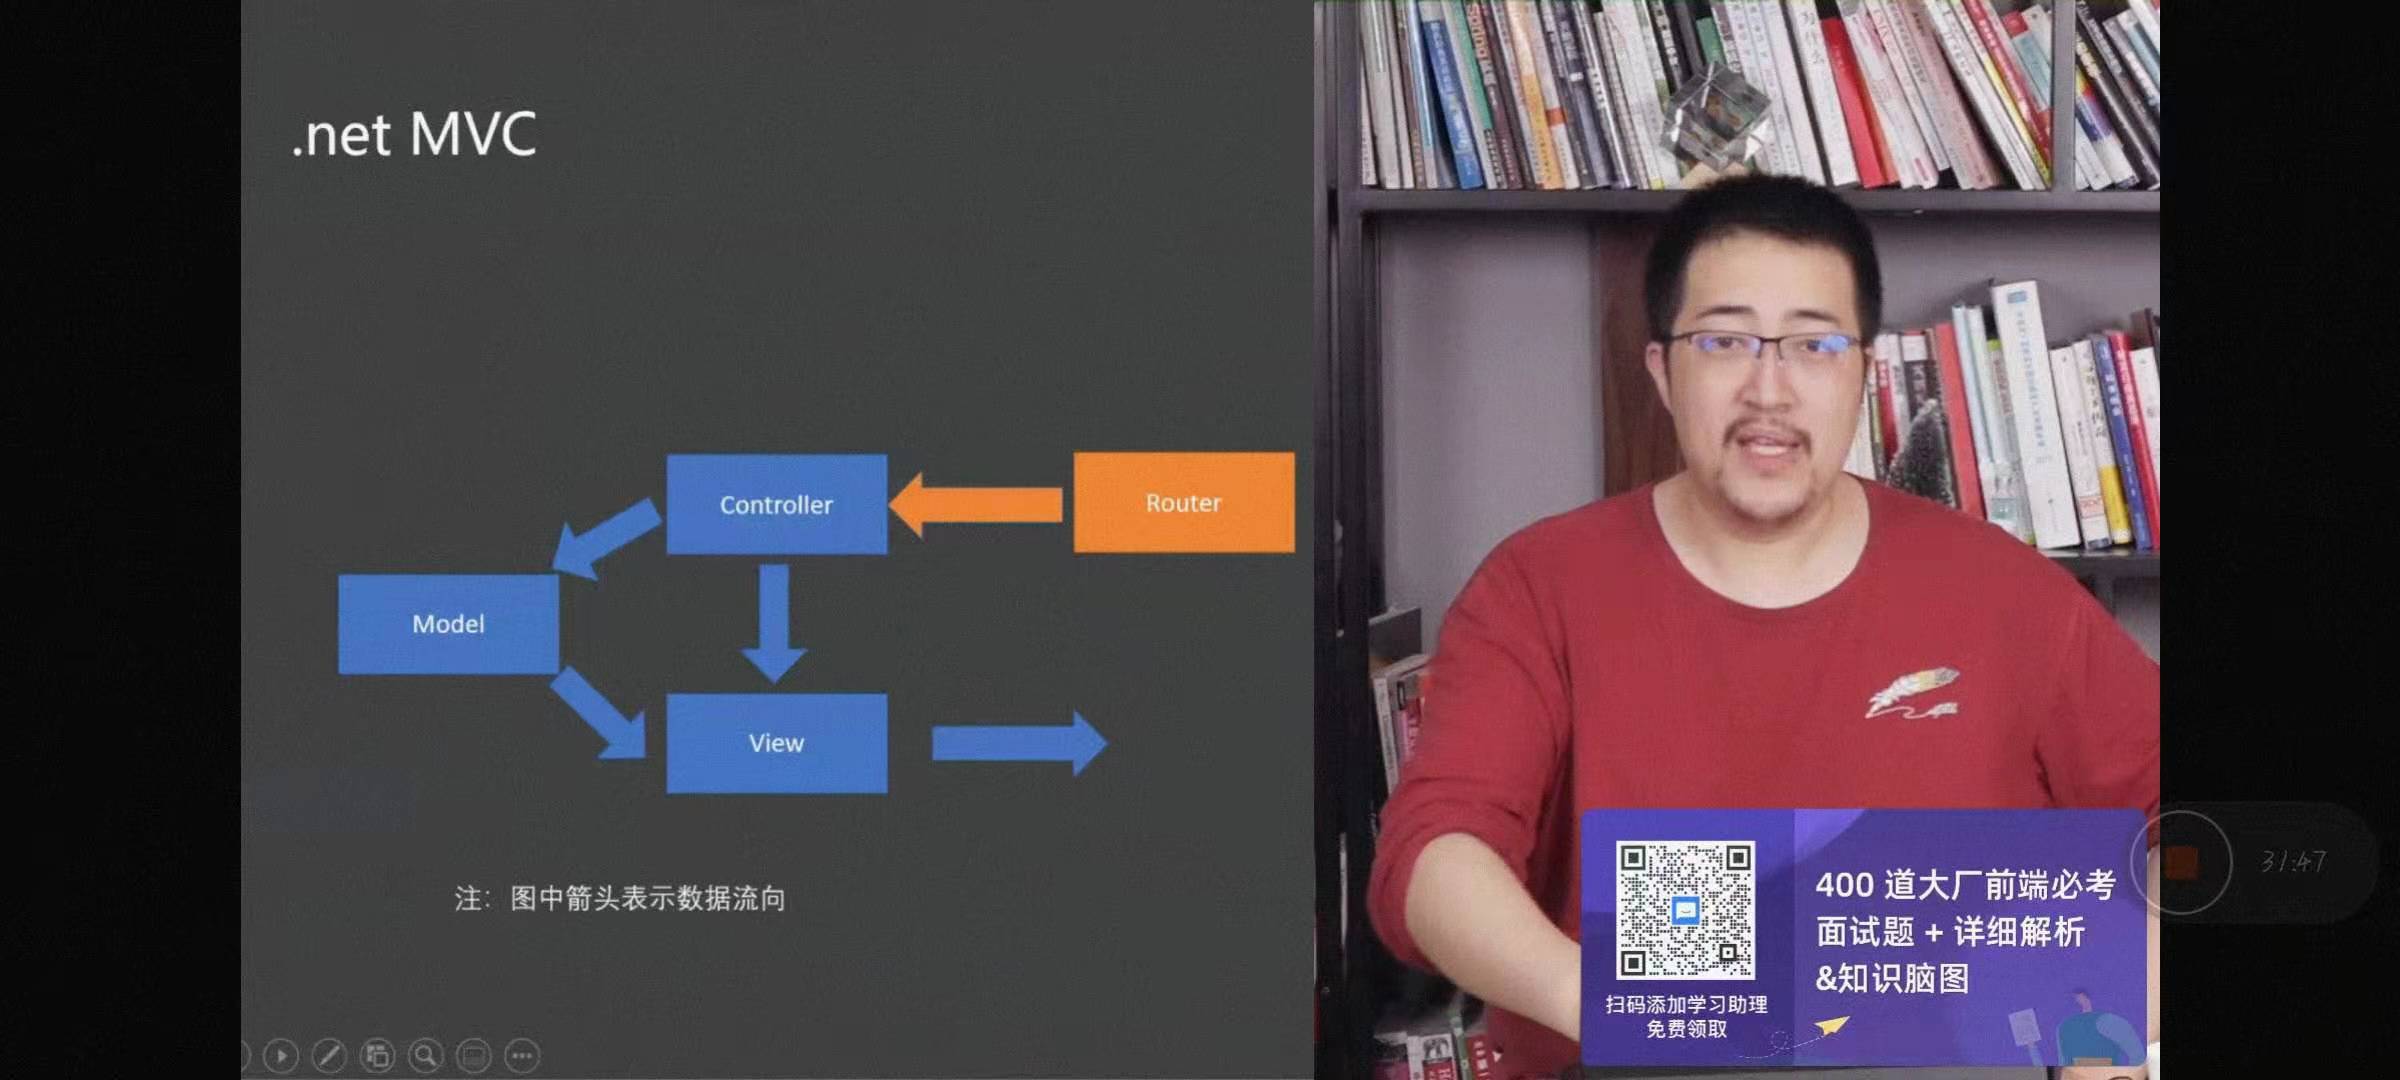 .net MVC
Controller
Router
Model
View
注：图中箭头表示数据流向
400 道大厂前端必考
面试题 + 详细解析
&知识脑图
扫码添加学习助理
免费领取
31:47